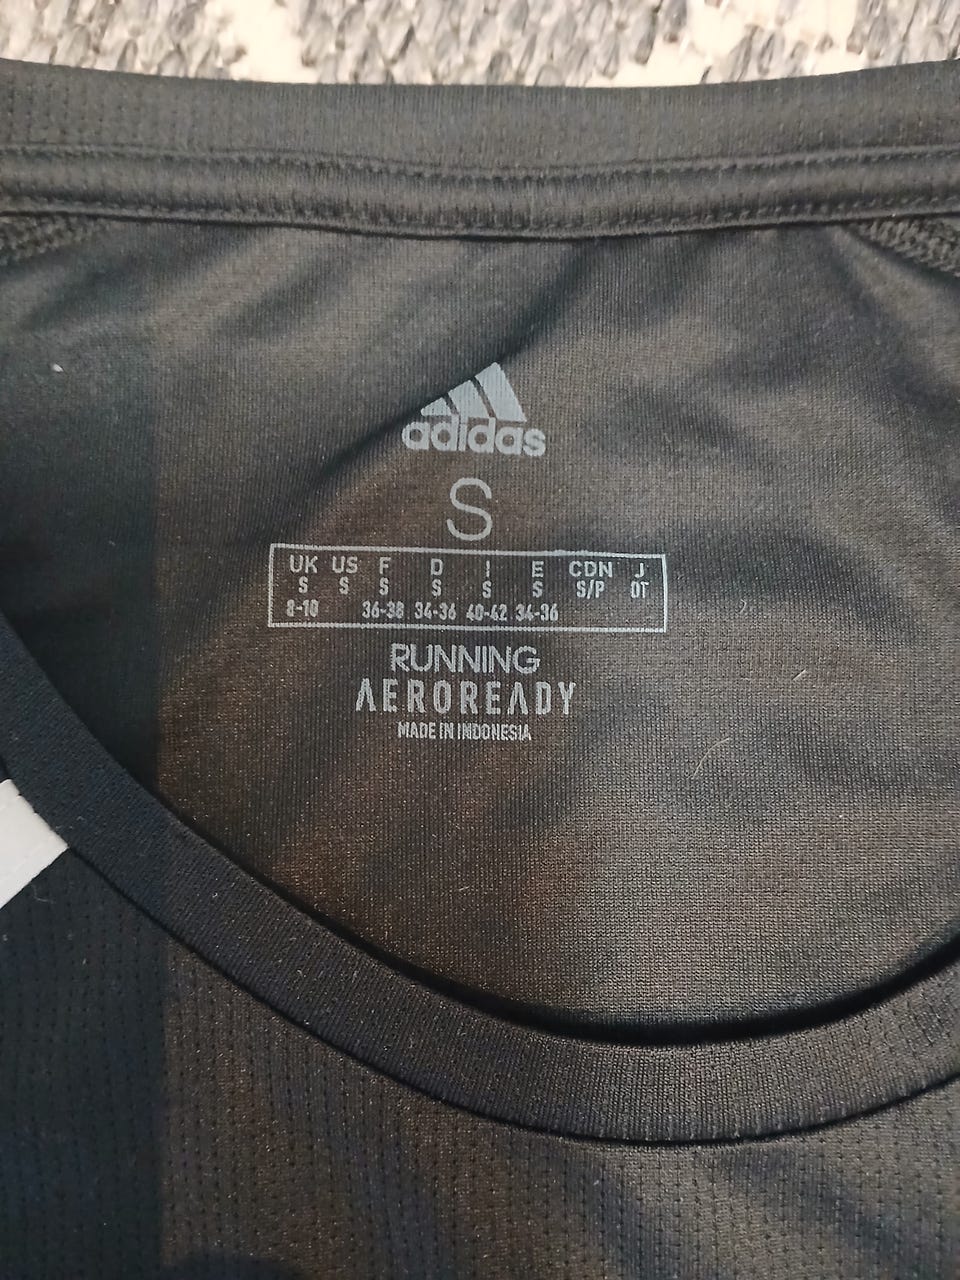 adidas
S
UK US F D I E CDN J
S S S S S S S/P OT
8-10 36-38 34-36 40-42 34-36
RUNNING
AEROREADY
MADE IN INDONESIA